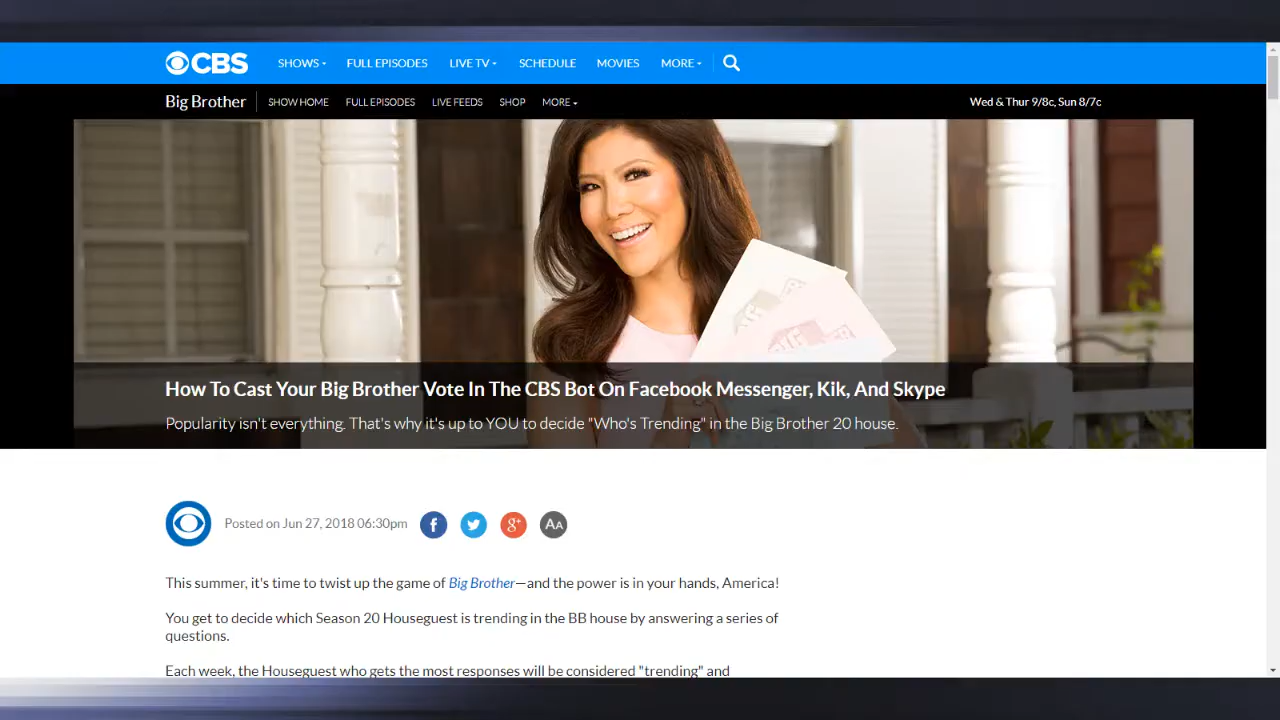 CBS
SHOWS FULL EPISODES LIVE TV SCHEDULE MOVIES MORE
Big Brother SHOW HOME FULL EPISODES LIVE FEEDS SHOP MORE Wed & Thur 9/8c, Sun 8/7c
How To Cast Your Big Brother Vote In The CBS Bot On Facebook Messenger, Kik, And Skype
Popularity isn't everything. That's why it's up to YOU to decide "Who's Trending" in the Big Brother 20 house.
Posted on Jun 27, 2018 06:30pm f g+ AA
This summer, it's time to twist up the game of Big Brother—and the power is in your hands, America!
You get to decide which Season 20 Houseguest is trending in the BB house by answering a series of
questions.
Each week, the Houseguest who gets the most responses will be considered "trending" and